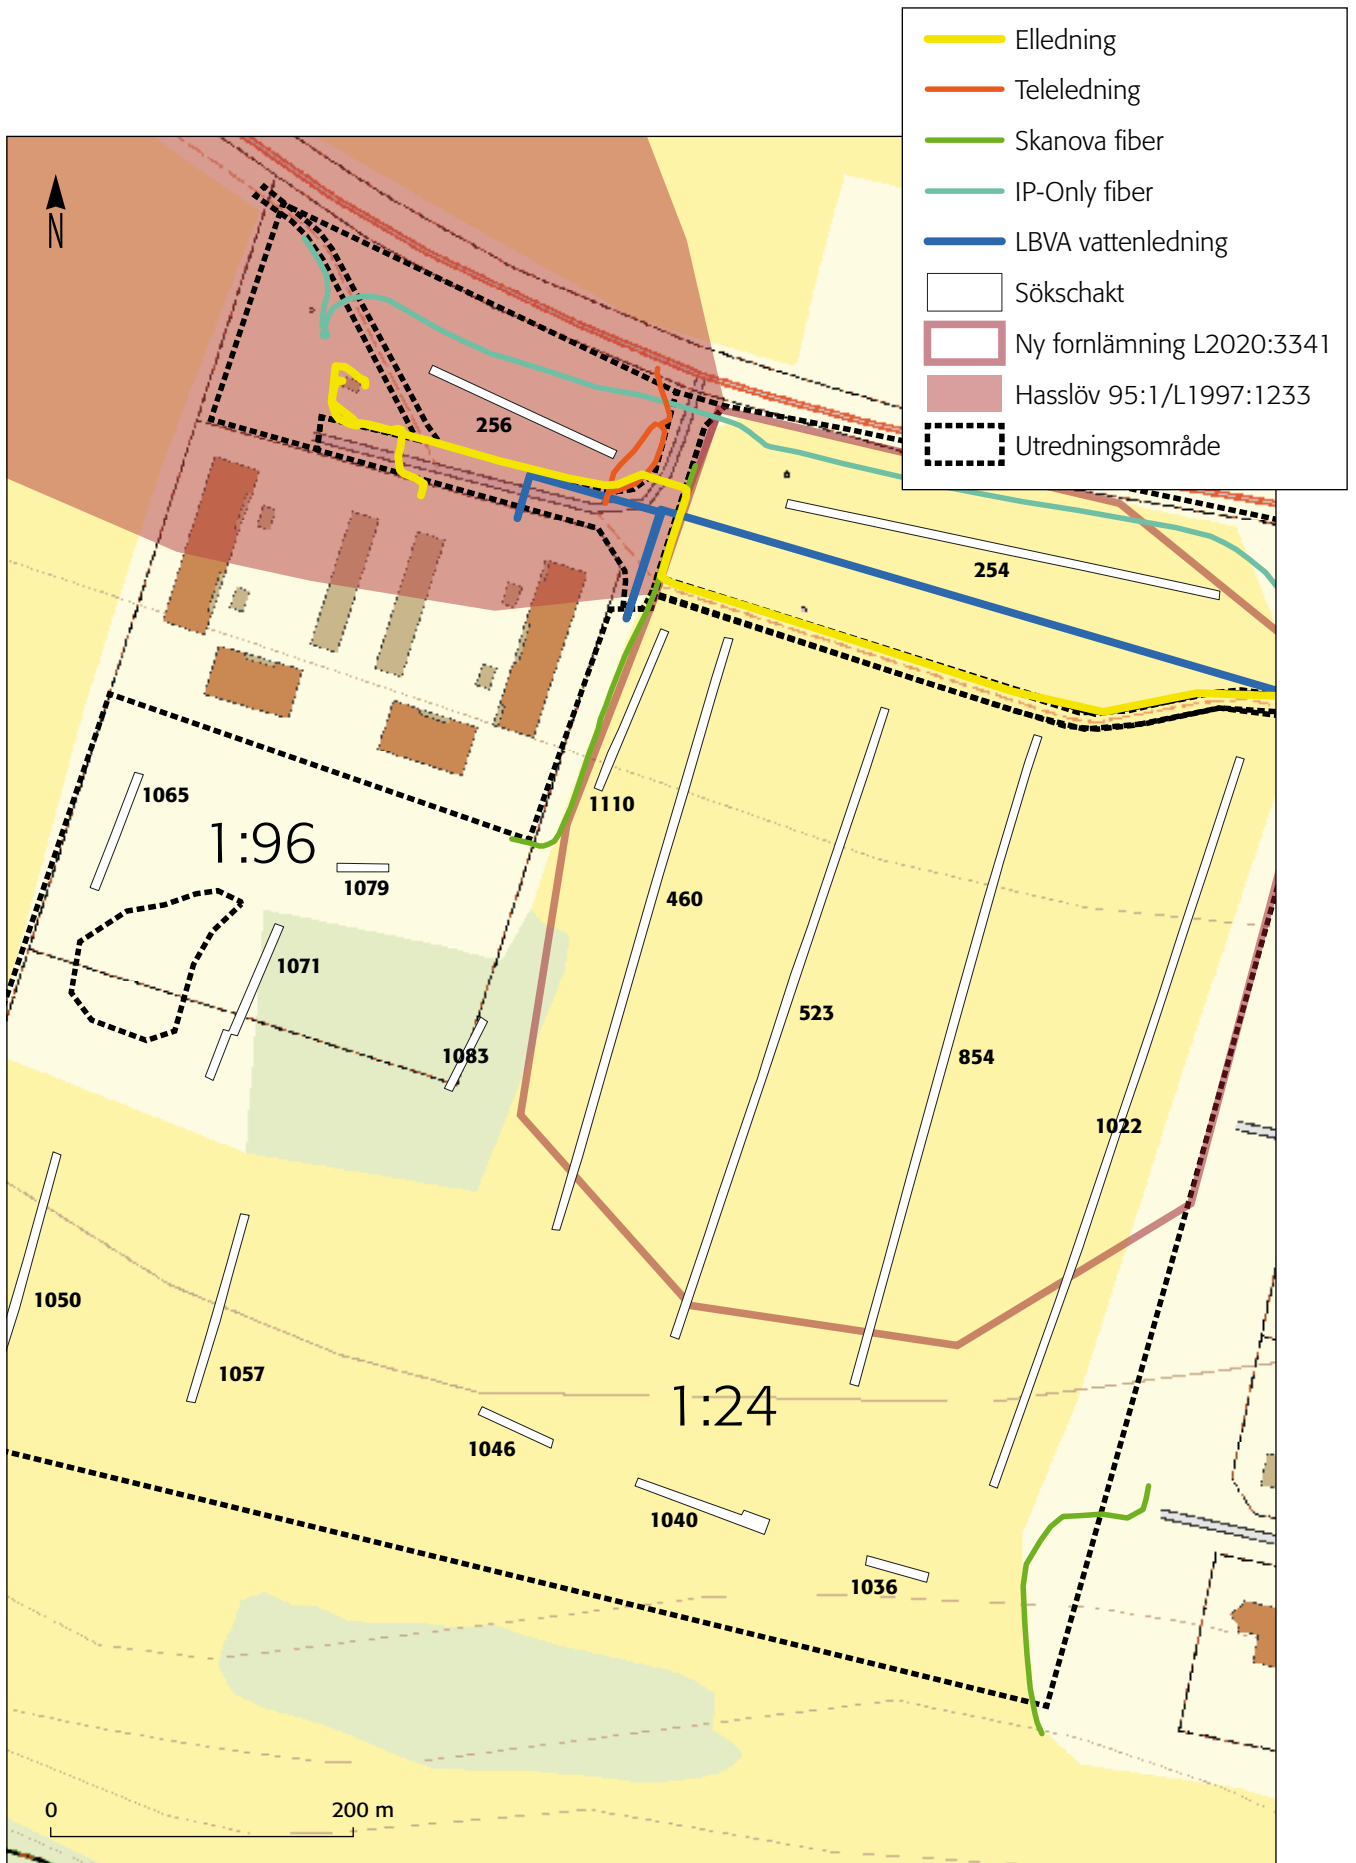 Elledning
Teleledning
Skanova fiber
IP-Only fiber
LBVA vattenledning
Sökschakt
Ny fornlämning L2020:3341
Hasslöv 95:1/L1997:1233
Utredningsområde
N
256
254
1065
1:96
1110
1079
460
1071
523
1083
854
1022
1050
1057
1:24
1046
1040
1036
0 200 m